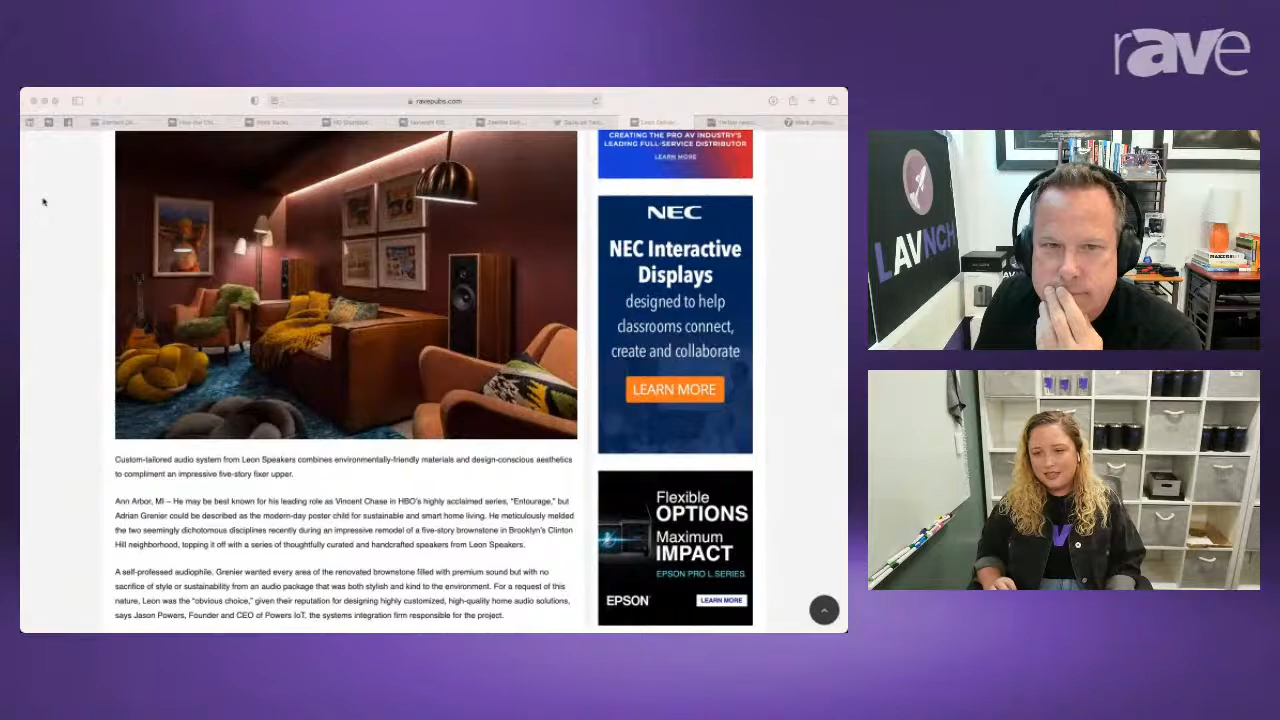 rAVe
ravepubs.com
CREATING THE PRO AV INDUSTRY'S
LEADING FULL-SERVICE DISTRIBUTOR
LEARN MORE
NEC
NEC Interactive
Displays
designed to help
classrooms connect,
create and collaborate
LEARN MORE
Flexible
OPTIONS
Maximum
IMPACT
EPSON PRO L SERIES
EPSON
LEARN MORE
Custom-tailored audio system from Leon Speakers combines environmentally-friendly materials and design-conscious aesthetics
to compliment an impressive five-story fixer upper.
Ann Arbor, MI – He may be best known for his leading role as Vincent Chase in HBO's highly acclaimed series, "Entourage," but
Adrian Grenier could be described as the modern-day poster child for sustainable and smart home living. He meticulously melded
the two seemingly dichotomous disciplines recently during an impressive remodel of a five-story brownstone in Brooklyn's Clinton
Hill neighborhood, topping it off with a series of thoughtfully curated and handcrafted speakers from Leon Speakers.
A self-professed audiophile, Grenier wanted every area of the renovated brownstone filled with premium sound but with no
sacrifice of style or sustainability from an audio package that was both stylish and kind to the environment. For a request of this
nature, Leon was the "obvious choice," given their reputation for designing highly customized, high-quality home audio solutions,
says Jason Powers, Founder and CEO of Powers IoT, the systems integration firm responsible for the project.
LAVNCH